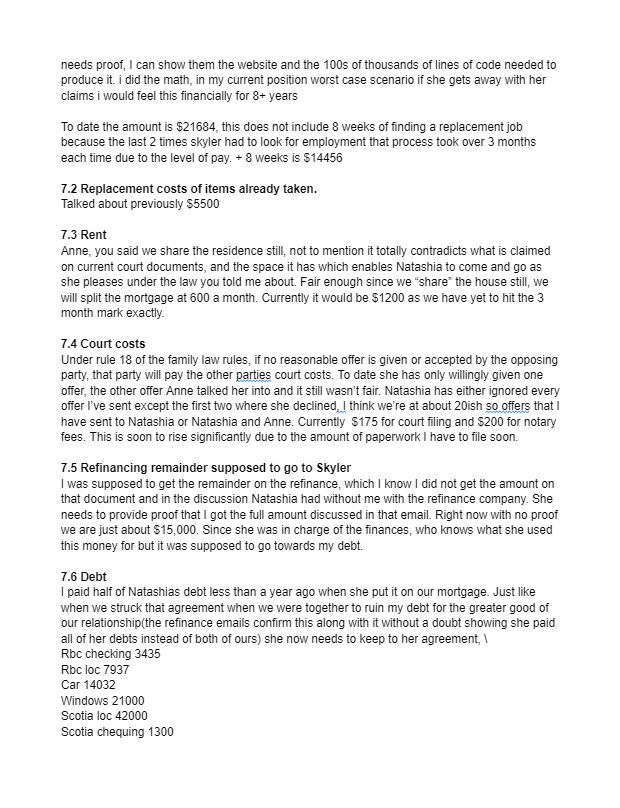 needs proof, I can show them the website and the 100s of thousands of lines of code needed to
produce it. i did the math, in my current position worst case scenario if she gets away with her
claims i would feel this financially for 8+ years
To date the amount is $21684, this does not include 8 weeks of finding a replacement job
because the last 2 times skyler had to look for employment that process took over 3 months
each time due to the level of pay. + 8 weeks is $14456
7.2 Replacement costs of items already taken.
Talked about previously $5500
7.3 Rent
Anne, you said we share the residence still, not to mention it totally contradicts what is claimed
on current court documents, and the space it has which enables Natashia to come and go as
she pleases under the law you told me about. Fair enough since we “share” the house still, we
will split the mortgage at 600 a month. Currently it would be $1200 as we have yet to hit the 3
month mark exactly.
7.4 Court costs
Under rule 18 of the family law rules, if no reasonable offer is given or accepted by the opposing
party, that party will pay the other parties court costs. To date she has only willingly given one
offer, the other offer Anne talked her into and it still wasn’t fair. Natashia has either ignored every
offer I’ve sent except the first two where she declined, I think we’re at about 20ish so offers that I
have sent to Natashia or Natashia and Anne. Currently  $175 for court filing and $200 for notary
fees. This is soon to rise significantly due to the amount of paperwork I have to file soon.
7.5 Refinancing remainder supposed to go to Skyler
I was supposed to get the remainder on the refinance, which I know I did not get the amount on
that document and in the discussion Natashia had without me with the refinance company. She
needs to provide proof that I got the full amount discussed in that email. Right now with no proof
we are just about $15,000. Since she was in charge of the finances, who knows what she used
this money for but it was supposed to go towards my debt.
7.6 Debt
I paid half of Natashias debt less than a year ago when she put it on our mortgage. Just like
when we struck that agreement when we were together to ruin my debt for the greater good of
our relationship(the refinance emails confirm this along with it without a doubt showing she paid
all of her debts instead of both of ours) she now needs to keep to her agreement, \
Rbc checking 3435
Rbc loc 7937
Car 14032
Windows 21000
Scotia loc 42000
Scotia chequing 1300